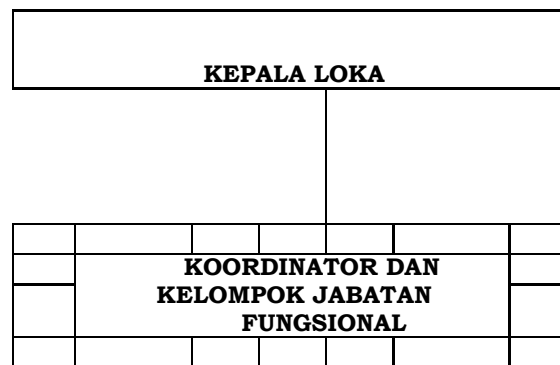 KEPALA LOKA
KOORDINATOR DAN
KELOMPOK JABATAN
FUNGSIONAL